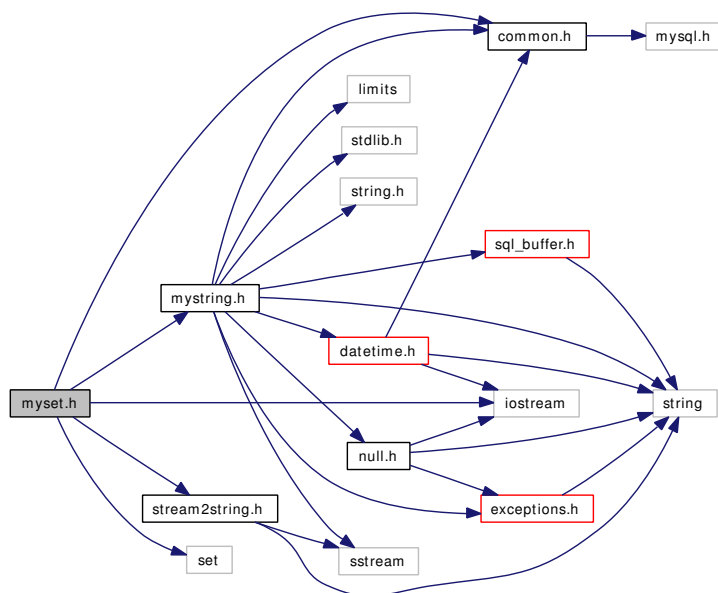 common.h
mysql.h
limits
stdlib.h
string.h
sql_buffer.h
mystring.h
datetime.h
myset.h
iostream
string
null.h
stream2string.h
exceptions.h
set
sstream